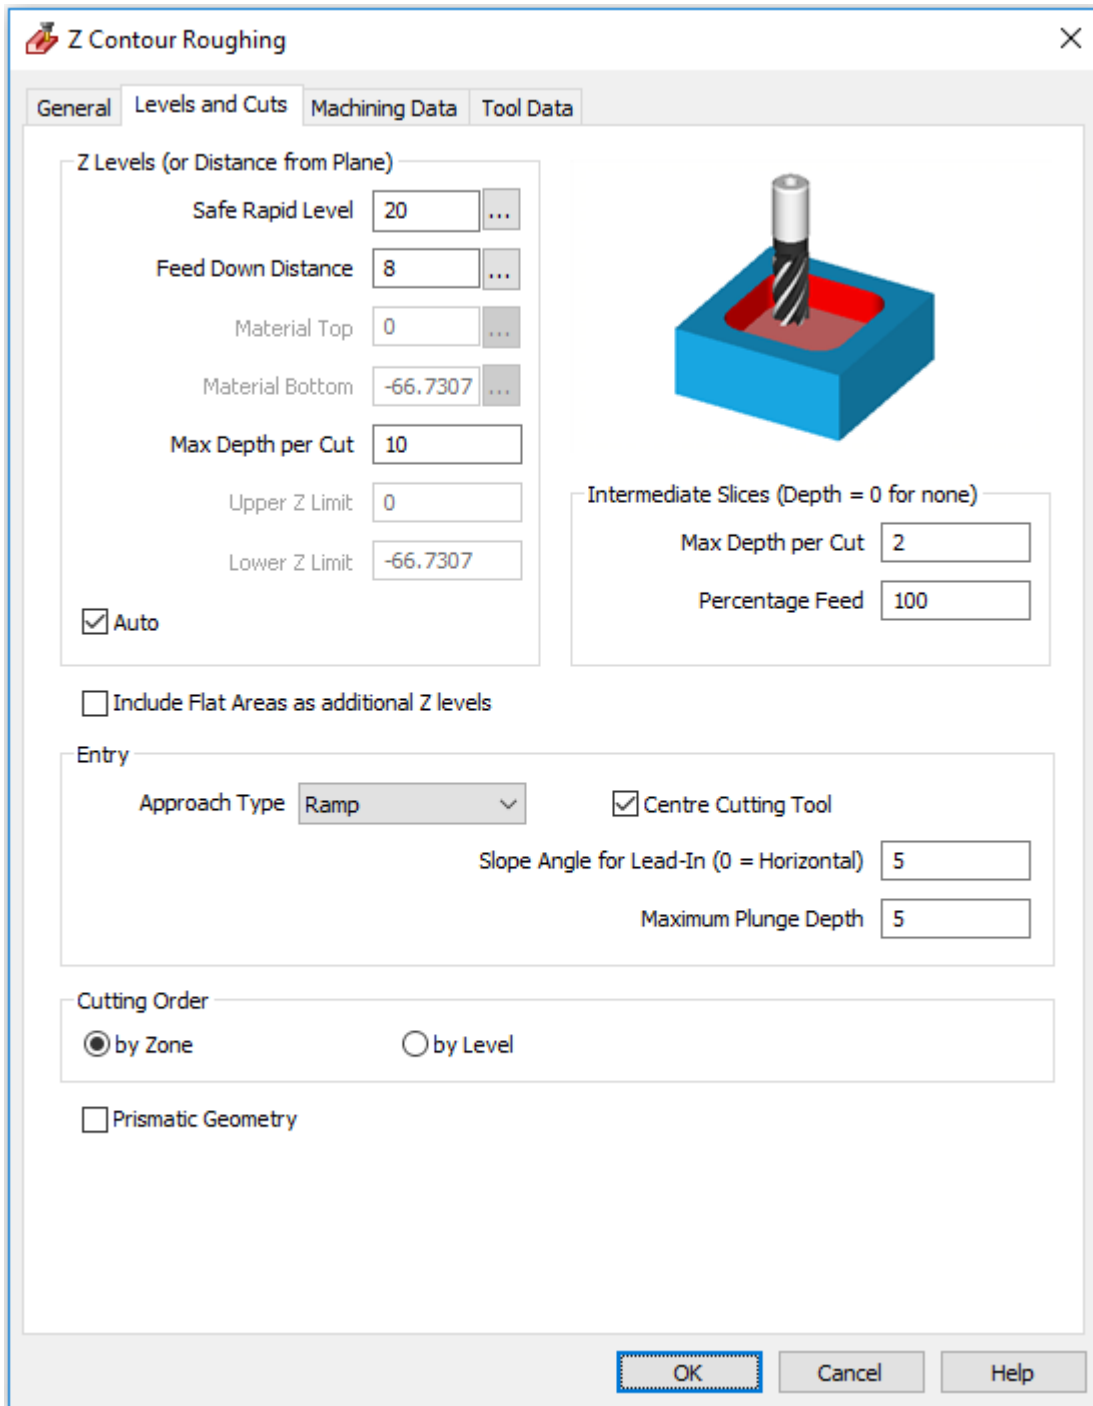 Z Contour Roughing
General
Levels and Cuts
Machining Data
Tool Data
Z Levels (or Distance from Plane)
Safe Rapid Level 20 ...
Feed Down Distance 8 ...
Material Top 0 ...
Material Bottom -66.7307 ...
Max Depth per Cut 10
Upper Z Limit 0
Lower Z Limit -66.7307
Auto
Intermediate Slices (Depth = 0 for none)
Max Depth per Cut 2
Percentage Feed 100
Include Flat Areas as additional Z levels
Entry
Approach Type Ramp
Centre Cutting Tool
Slope Angle for Lead-In (0 = Horizontal) 5
Maximum Plunge Depth 5
Cutting Order
by Zone
by Level
Prismatic Geometry
OK
Cancel
Help